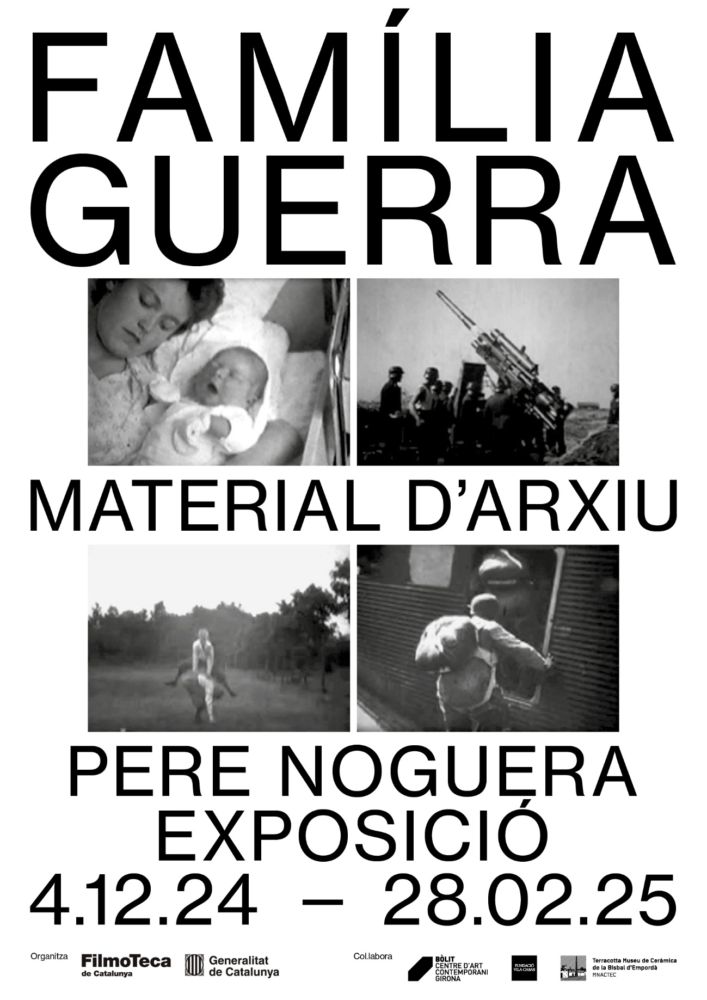 FAMÍLIA
GUERRA
MATERIAL D’ARXIU
PERE NOGUERA
EXPOSICIÓ
4.12.24 – 28.02.25
Organitza
FilmoTeca
de Catalunya
Generalitat
de Catalunya
Col.labora
BÒLIT
CENTRE D’ART
CONTEMPORANI
GIRONA
FUNDACIÓ
VILA CASAS
Terracotta Museu de Ceràmica
de la Bisbal d’Empordà
MNACTEC